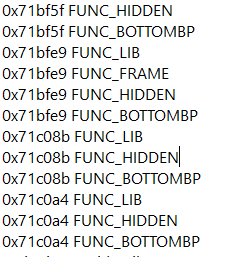 0x71bf5f FUNC_HIDDEN
0x71bf5f FUNC_BOTTOMBP
0x71bfe9 FUNC_LIB
0x71bfe9 FUNC_FRAME
0x71bfe9 FUNC_HIDDEN
0x71bfe9 FUNC_BOTTOMBP
0x71c08b FUNC_LIB
0x71c08b FUNC_HIDDEN
0x71c08b FUNC_BOTTOMBP
0x71c0a4 FUNC_LIB
0x71c0a4 FUNC_HIDDEN
0x71c0a4 FUNC_BOTTOMBP